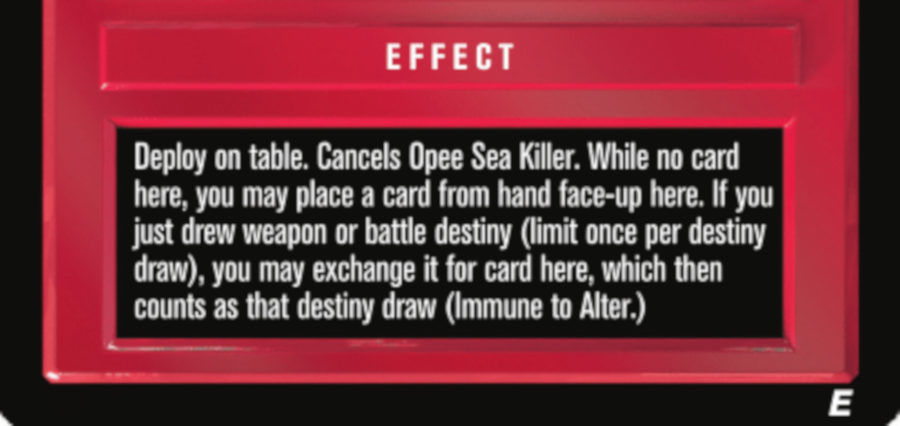 EFFECT
Deploy on table. Cancels Opee Sea Killer. While no card
here, you may place a card from hand face-up here. If you
just drew weapon or battle destiny (limit once per destiny
draw), you may exchange it for card here, which then
counts as that destiny draw (Immune to Alter.)
E